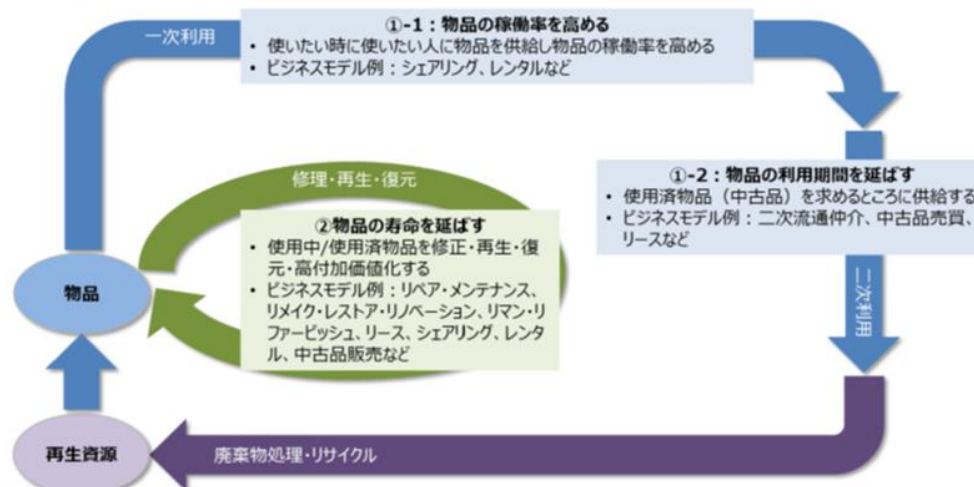 一次利用
①-1：物品の稼働率を高める
• 使いたい時に使いたい人に物品を供給し物品の稼働率を高める
• ビジネスモデル例：シェアリング、レンタルなど
①-2：物品の利用期間を延ばす
• 使用済物品（中古品）を求めるところに供給する
• ビジネスモデル例：二次流通仲介、中古品売買、
リースなど
修理・再生・復元
②物品の寿命を延ばす
• 使用中/使用済物品を修正・再生・復
元・高付加価値化する
• ビジネスモデル例：リペア・メンテナンス、
リメイク・レストア・リノベーション、リマン・リ
ファービッシュ、リース、シェアリング、レンタ
ル、中古品販売など
物品
二次利用
再生資源
廃棄物処理・リサイクル